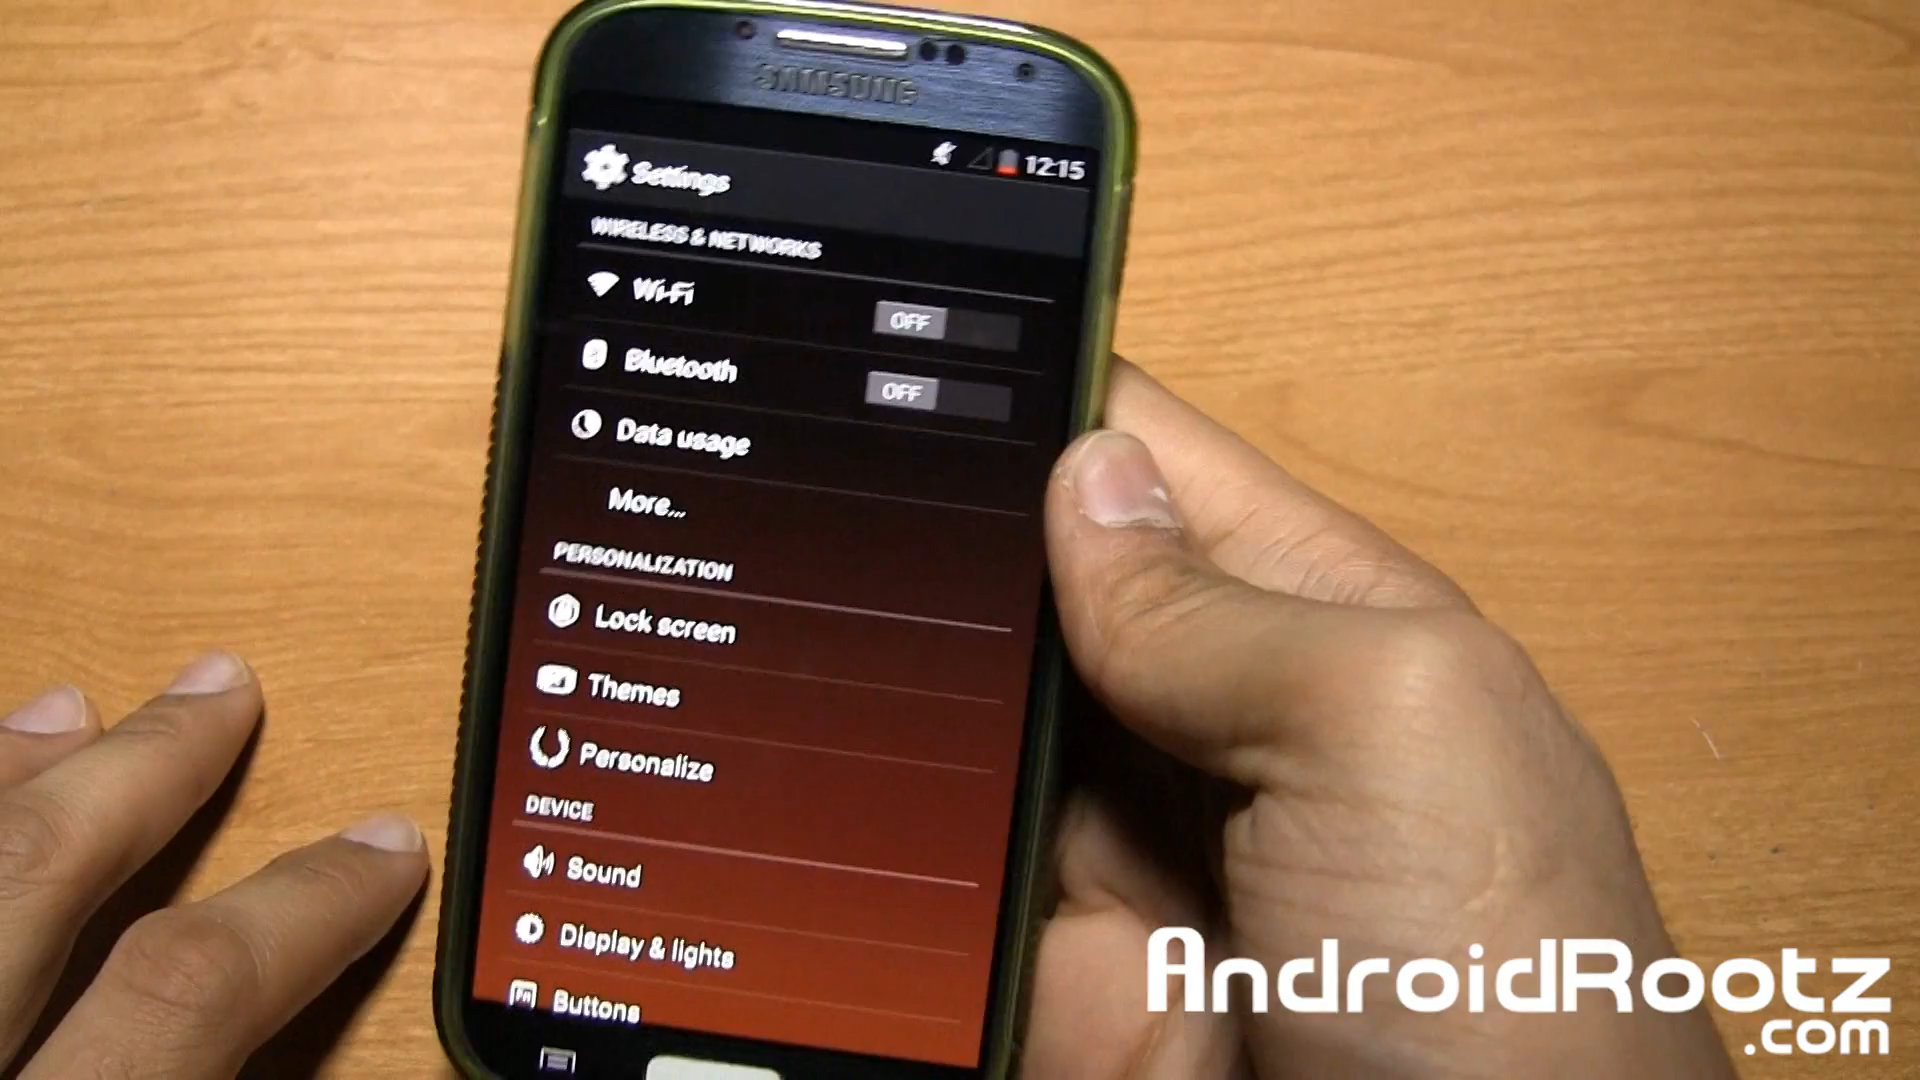 SAMSUNG
12:15
Settings
WIRELESS & NETWORKS
Wi-Fi
OFF
Bluetooth
OFF
Data usage
More...
PERSONALIZATION
Lock screen
Themes
Personalize
DEVICE
Sound
Display & lights
Fn Buttons
AndroidRootz
.com